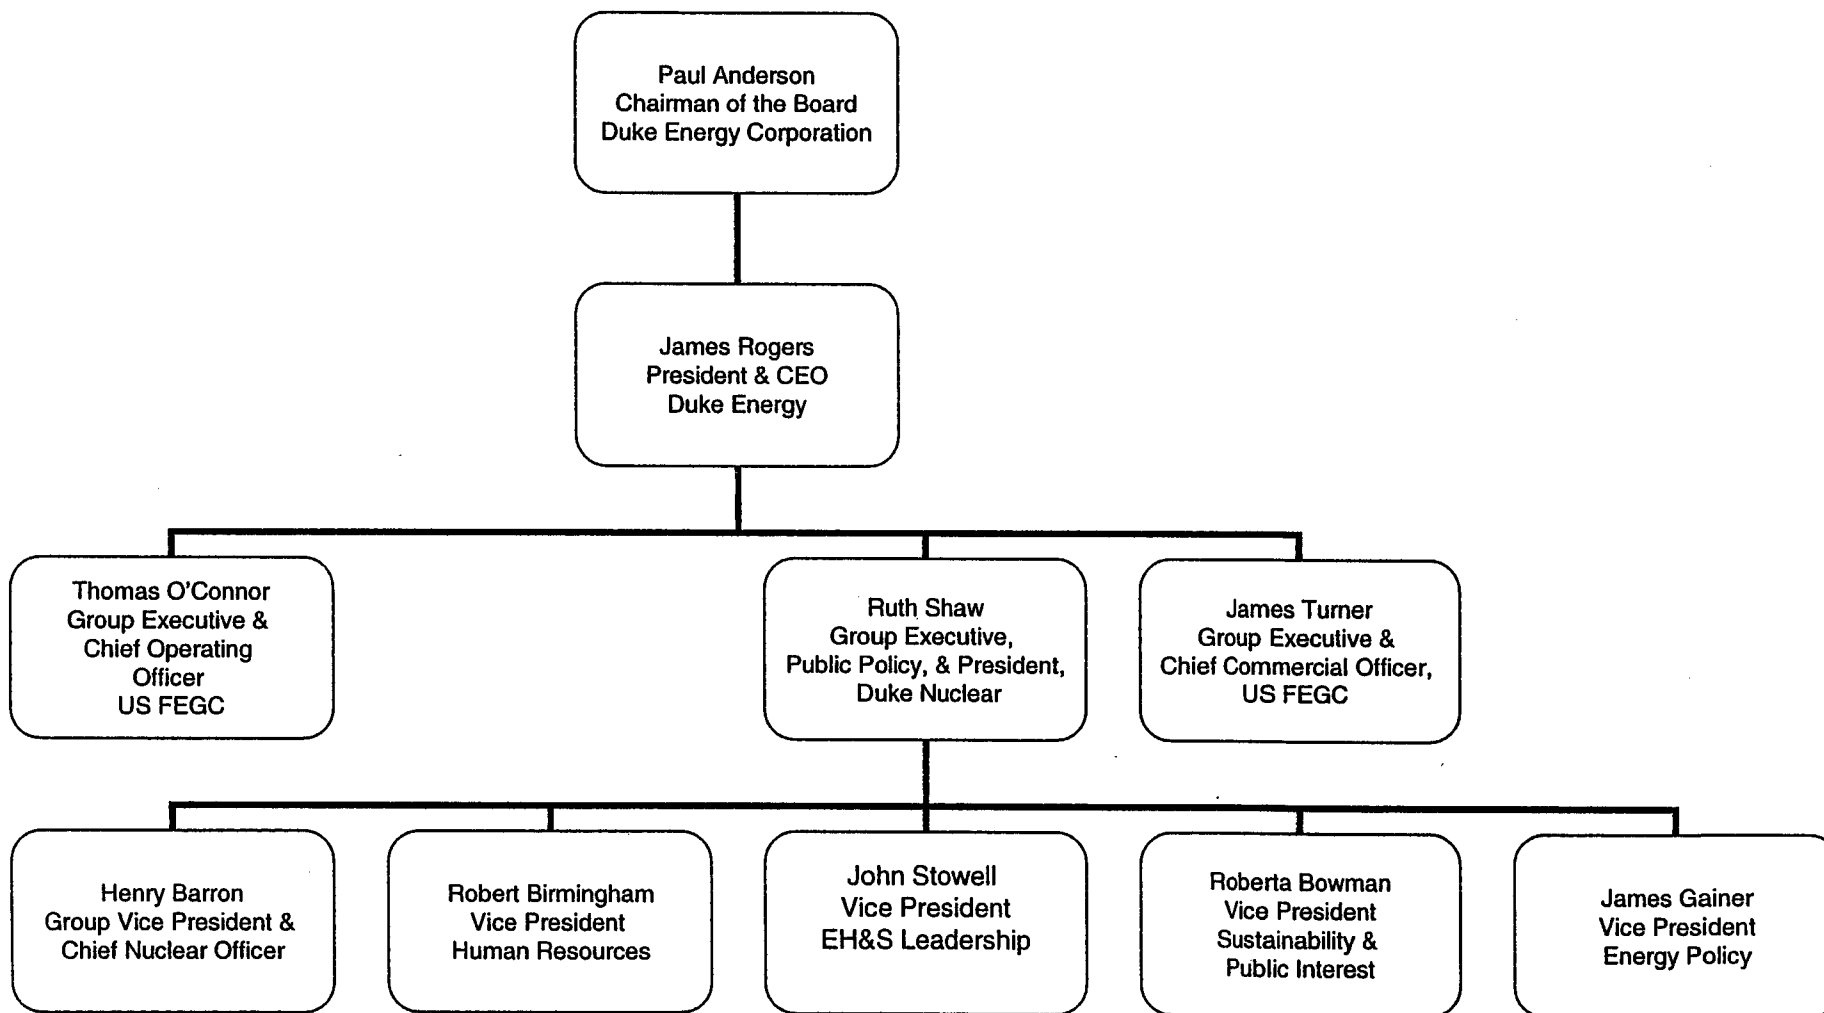 Paul Anderson
Chairman of the Board
Duke Energy Corporation
James Rogers
President & CEO
Duke Energy
Thomas O'Connor
Group Executive &
Chief Operating
Officer
US FEGC
Ruth Shaw
Group Executive,
Public Policy, & President,
Duke Nuclear
James Turner
Group Executive &
Chief Commercial Officer,
US FEGC
Henry Barron
Group Vice President &
Chief Nuclear Officer
Robert Birmingham
Vice President
Human Resources
John Stowell
Vice President
EH&S Leadership
Roberta Bowman
Vice President
Sustainability &
Public Interest
James Gainer
Vice President
Energy Policy